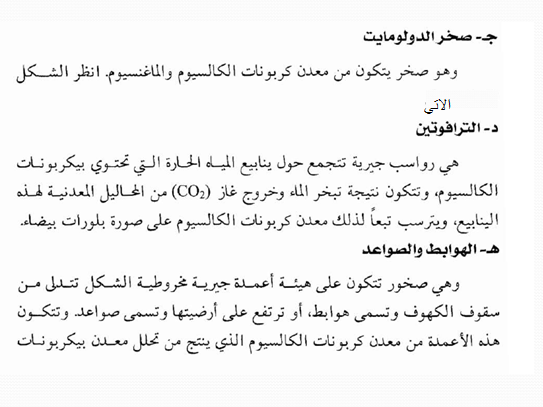 جـ- صخر الدولومايت
وهو صخر يتكون من معدن كربونات الكالسيوم والماغنسيوم. انظر الشكل
الاتي
د- الترافوتين
هي رواسب جيرية تتجمع حول ينابيع المياه الحارة التي تحتوي بيكربونات
الكالسيوم، وتتكون نتيجة تبخر الماء وخروج غاز (CO₂) من المحاليل المعدنية لهذه
الينابيع، ويترسب تبعاً لذلك معدن كربونات الكالسيوم على صورة بلورات بيضاء.
هـ- الهوابط والصواعد
وهي صخور تتكون على هيئة أعمدة جيرية مخروطية الشكل تتدلى من
سقوف الكهوف وتسمى هوابط، أو ترتفع على أرضيتها وتسمى صواعد. وتتكون
هذه الأعمدة من معدن كربونات الكالسيوم الذي ينتج من تحلل معدن بيكربونات